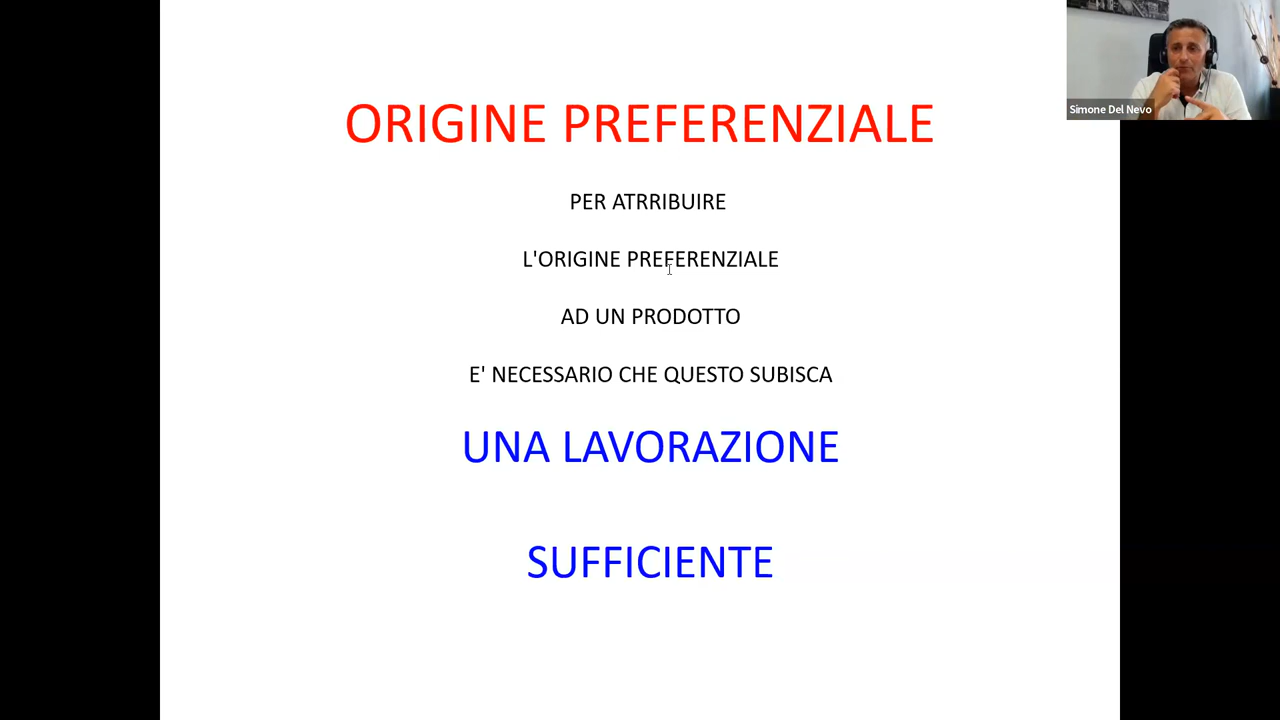 ORIGINE PREFERENZIALE
PER ATRRIBUIRE
L'ORIGINE PREFERENZIALE
AD UN PRODOTTO
E' NECESSARIO CHE QUESTO SUBISCA
UNA LAVORAZIONE
SUFFICIENTE
Simone Del Nevo